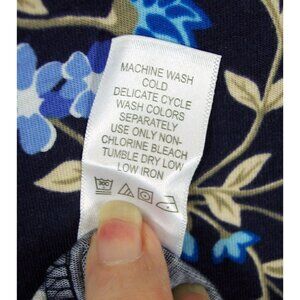 MACHINE WASH
COLD
DELICATE CYCLE
WASH COLORS
SEPARATELY
USE ONLY NON-
CHLORINE BLEACH
TUMBLE DRY LOW
LOW IRON